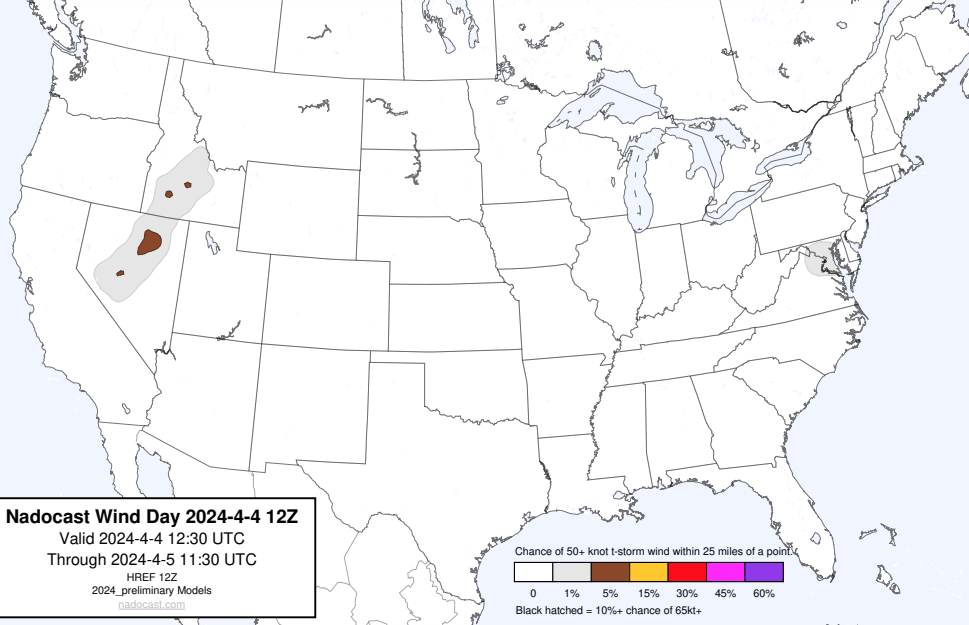 Nadocast Wind Day 2024-4-4 12Z
Valid 2024-4-4 12:30 UTC
Through 2024-4-5 11:30 UTC
HREF 12Z
2024_preliminary Models
nadocast.com
Chance of 50+ knot t-storm wind within 25 miles of a point.
0 1% 5% 15% 30% 45% 60%
Black hatched = 10%+ chance of 65kt+